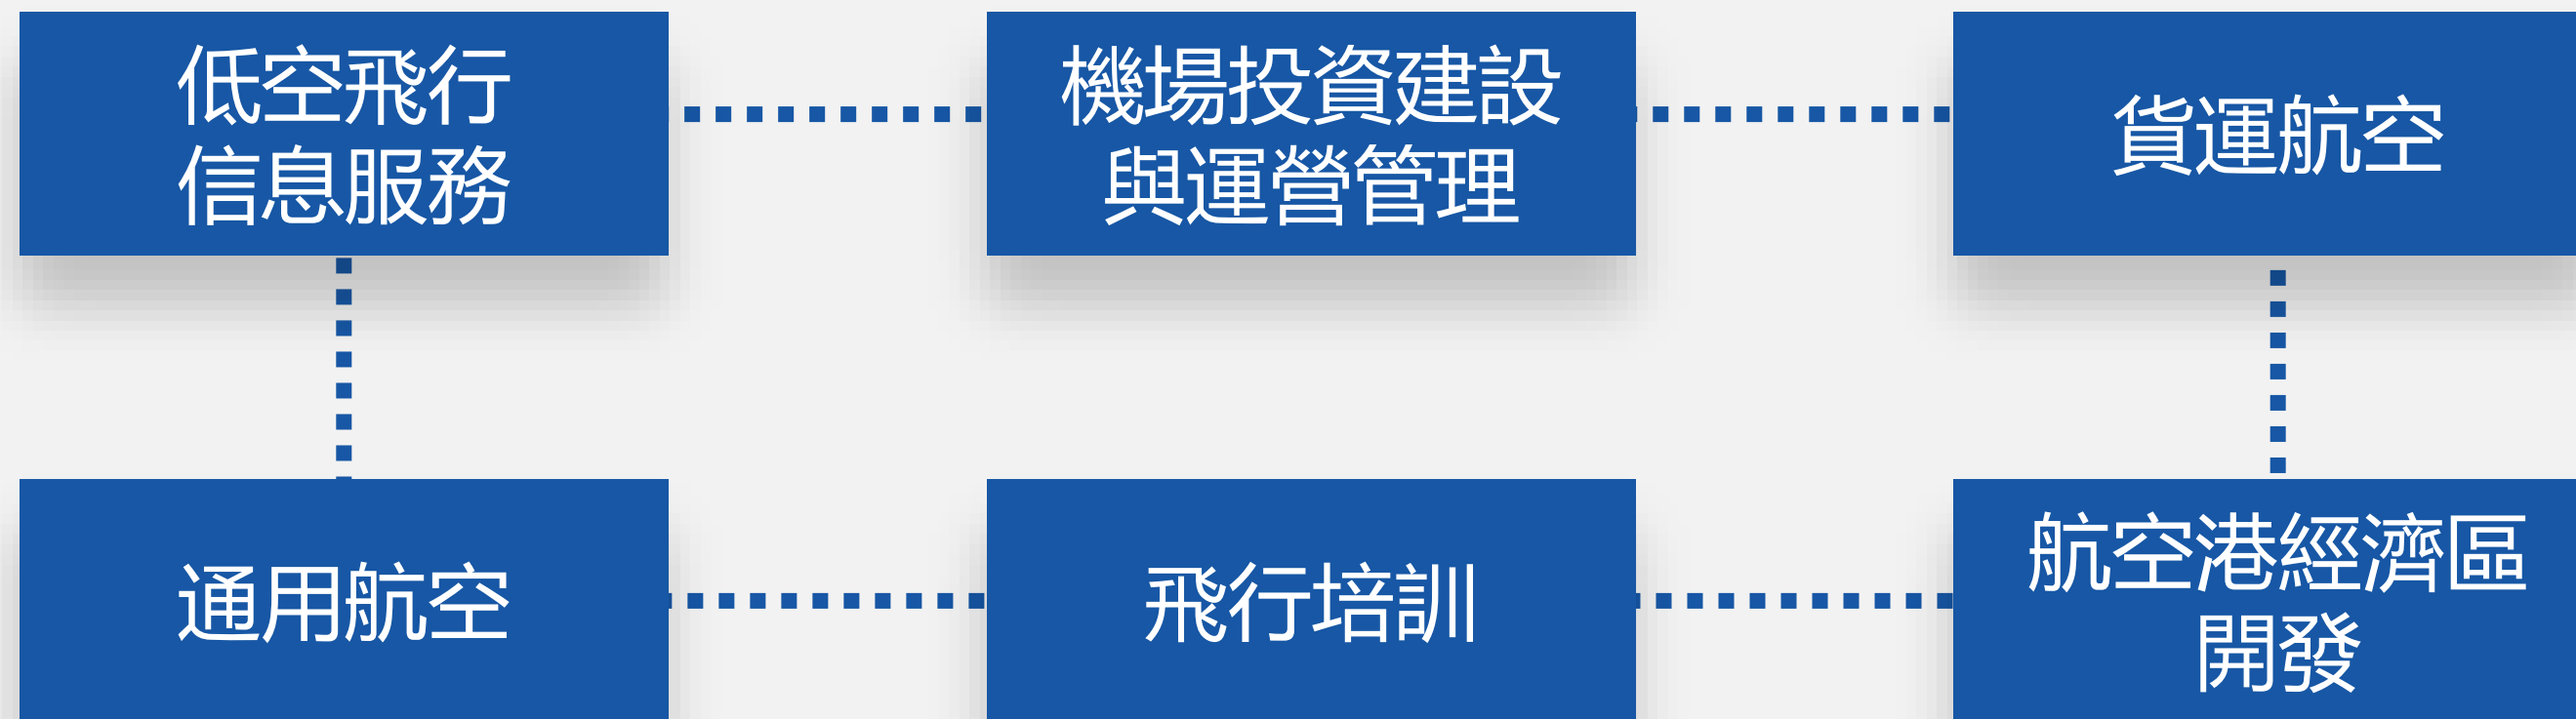 低空飛行
信息服務
機場投資建設
與運營管理
貨運航空
通用航空
飛行培訓
航空港經濟區
開發